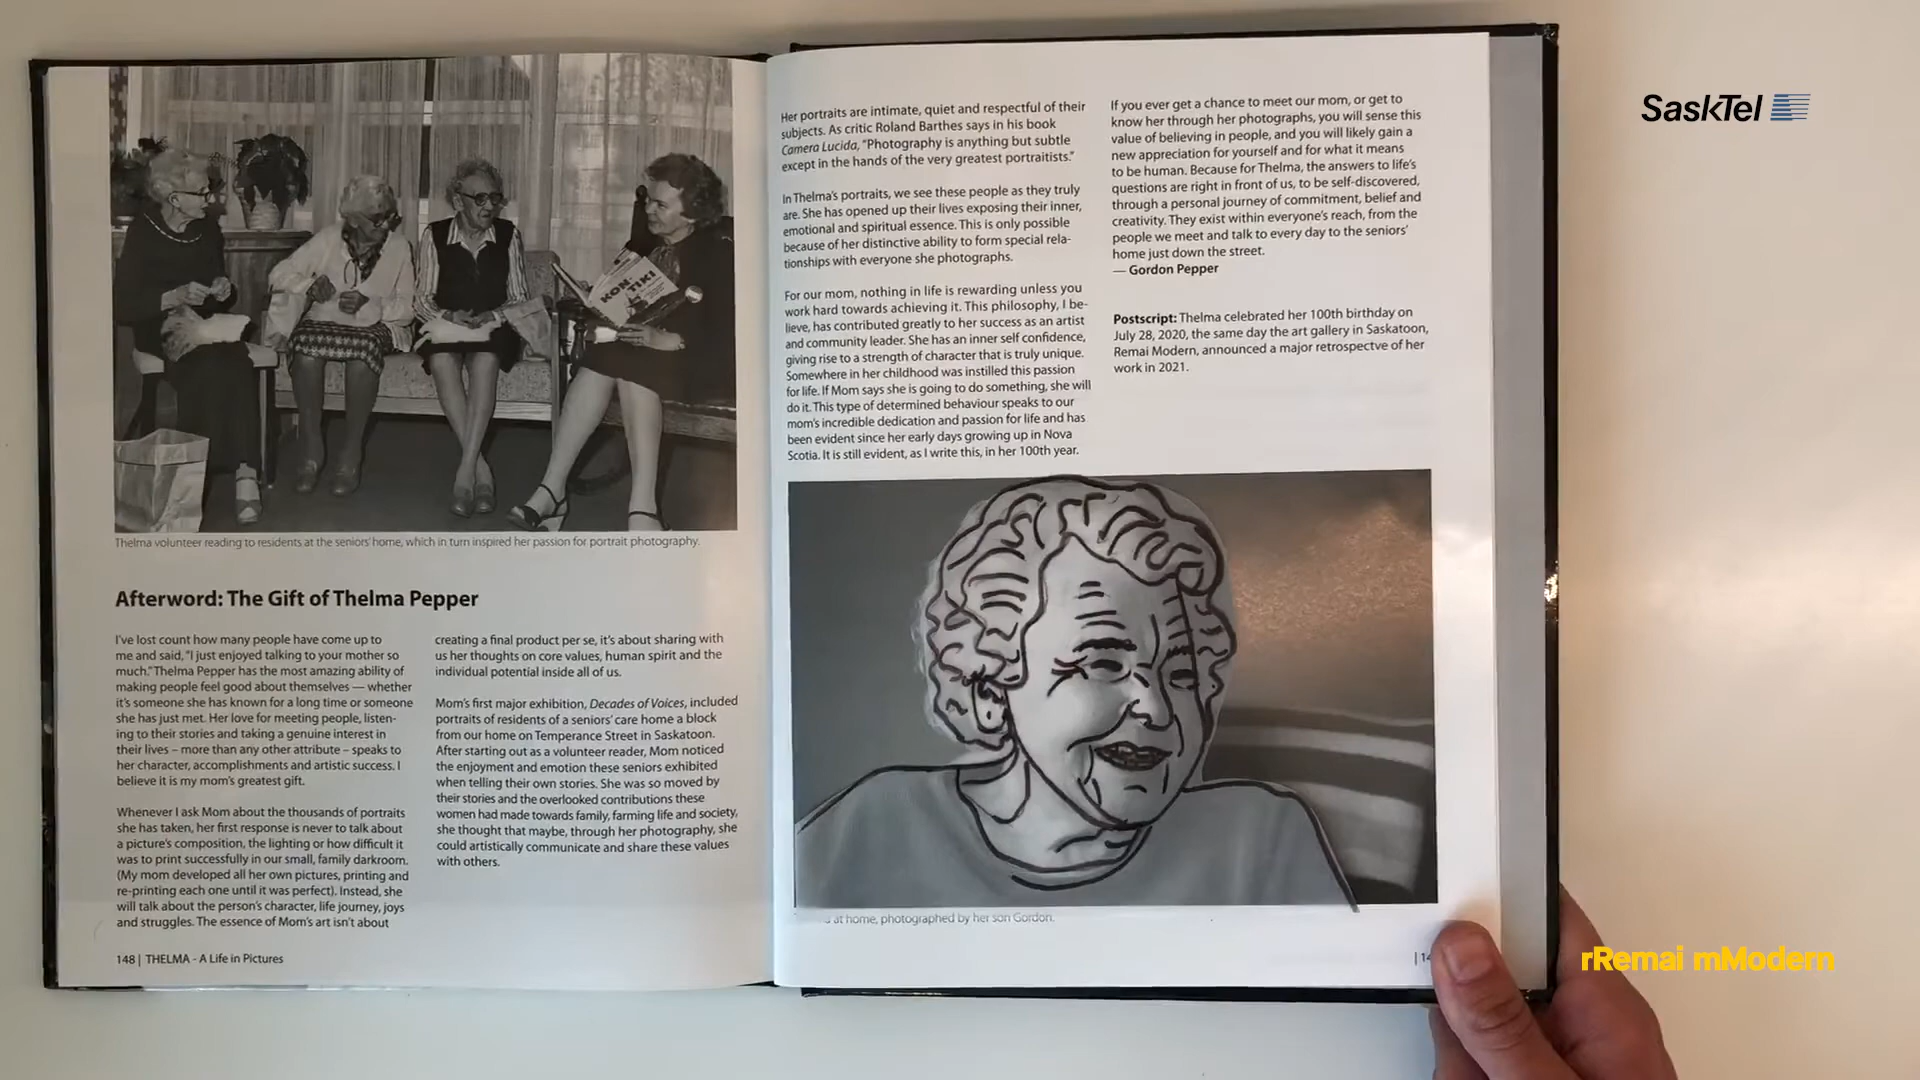 KON-
TIKI
Thelma volunteer reading to residents at the seniors' home, which in turn inspired her passion for portrait photography.
Afterword: The Gift of Thelma Pepper
I've lost count how many people have come up to
me and said, "I just enjoyed talking to your mother so
much." Thelma Pepper has the most amazing ability of
making people feel good about themselves — whether
it's someone she has known for a long time or someone
she has just met. Her love for meeting people, listen-
ing to their stories and taking a genuine interest in
their lives – more than any other attribute – speaks to
her character, accomplishments and artistic success. I
believe it is my mom's greatest gift.
Whenever I ask Mom about the thousands of portraits
she has taken, her first response is never to talk about
a picture's composition, the lighting or how difficult it
was to print successfully in our small, family darkroom.
(My mom developed all her own pictures, printing and
re-printing each one until it was perfect). Instead, she
will talk about the person's character, life journey, joys
and struggles. The essence of Mom's art isn't about
creating a final product per se, it's about sharing with
us her thoughts on core values, human spirit and the
individual potential inside all of us.
Mom's first major exhibition, Decades of Voices, included
portraits of residents of a seniors' care home a block
from our home on Temperance Street in Saskatoon.
After starting out as a volunteer reader, Mom noticed
the enjoyment and emotion these seniors exhibited
when telling their own stories. She was so moved by
their stories and the overlooked contributions these
women had made towards family, farming life and society,
she thought that maybe, through her photography, she
could artistically communicate and share these values
with others.
148 | THELMA - A Life in Pictures
Her portraits are intimate, quiet and respectful of their
subjects. As critic Roland Barthes says in his book
Camera Lucida, "Photography is anything but subtle
except in the hands of the very greatest portraitists."
In Thelma's portraits, we see these people as they truly
are. She has opened up their lives exposing their inner,
emotional and spiritual essence. This is only possible
because of her distinctive ability to form special rela-
tionships with everyone she photographs.
For our mom, nothing in life is rewarding unless you
work hard towards achieving it. This philosophy, I be-
lieve, has contributed greatly to her success as an artist
and community leader. She has an inner self confidence,
giving rise to a strength of character that is truly unique.
Somewhere in her childhood was instilled this passion
for life. If Mom says she is going to do something, she will
do it. This type of determined behaviour speaks to our
mom's incredible dedication and passion for life and has
been evident since her early days growing up in Nova
Scotia. It is still evident, as I write this, in her 100th year.
If you ever get a chance to meet our mom, or get to
know her through her photographs, you will sense this
value of believing in people, and you will likely gain a
new appreciation for yourself and for what it means
to be human. Because for Thelma, the answers to life's
questions are right in front of us, to be self-discovered,
through a personal journey of commitment, belief and
creativity. They exist within everyone's reach, from the
people we meet and talk to every day to the seniors'
home just down the street.
— Gordon Pepper
Postscript: Thelma celebrated her 100th birthday on
July 28, 2020, the same day the art gallery in Saskatoon,
Remai Modern, announced a major retrospectve of her
work in 2021.
at home, photographed by her son Gordon.
SaskTel
rRemai mModern